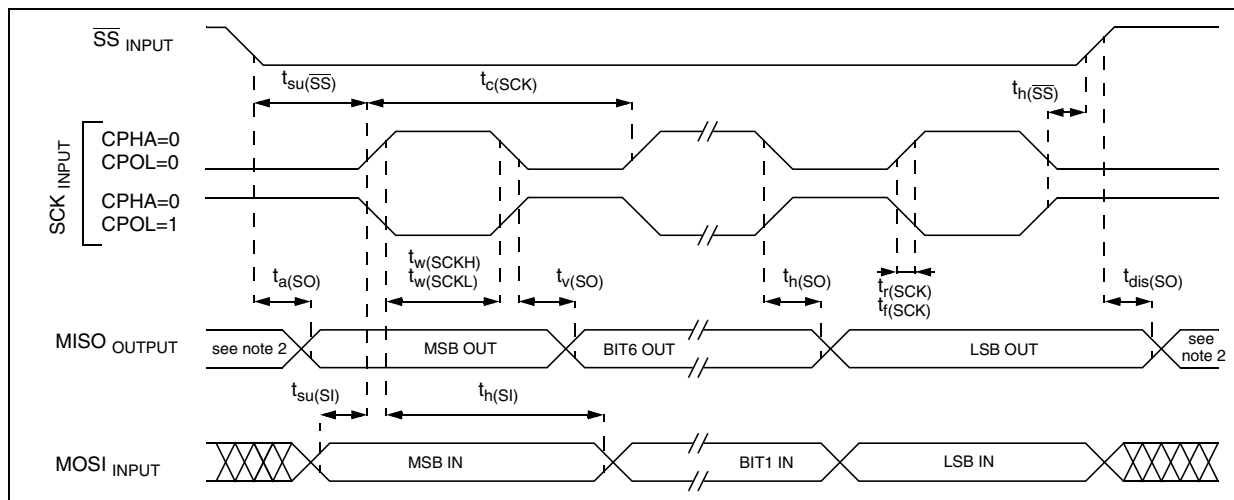 SS INPUT
tsu(SS)
tc(SCK)
th(SS)
SCK INPUT
CPHA=0
CPOL=0
CPHA=0
CPOL=1
ta(SO)
tw(SCKH)
tw(SCKL)
tv(SO)
th(SO)
tr(SCK)
tf(SCK)
tdis(SO)
MISO OUTPUT
see note 2
MSB OUT
BIT6 OUT
LSB OUT
see
note 2
tsu(SI)
th(SI)
MOSI INPUT
MSB IN
BIT1 IN
LSB IN